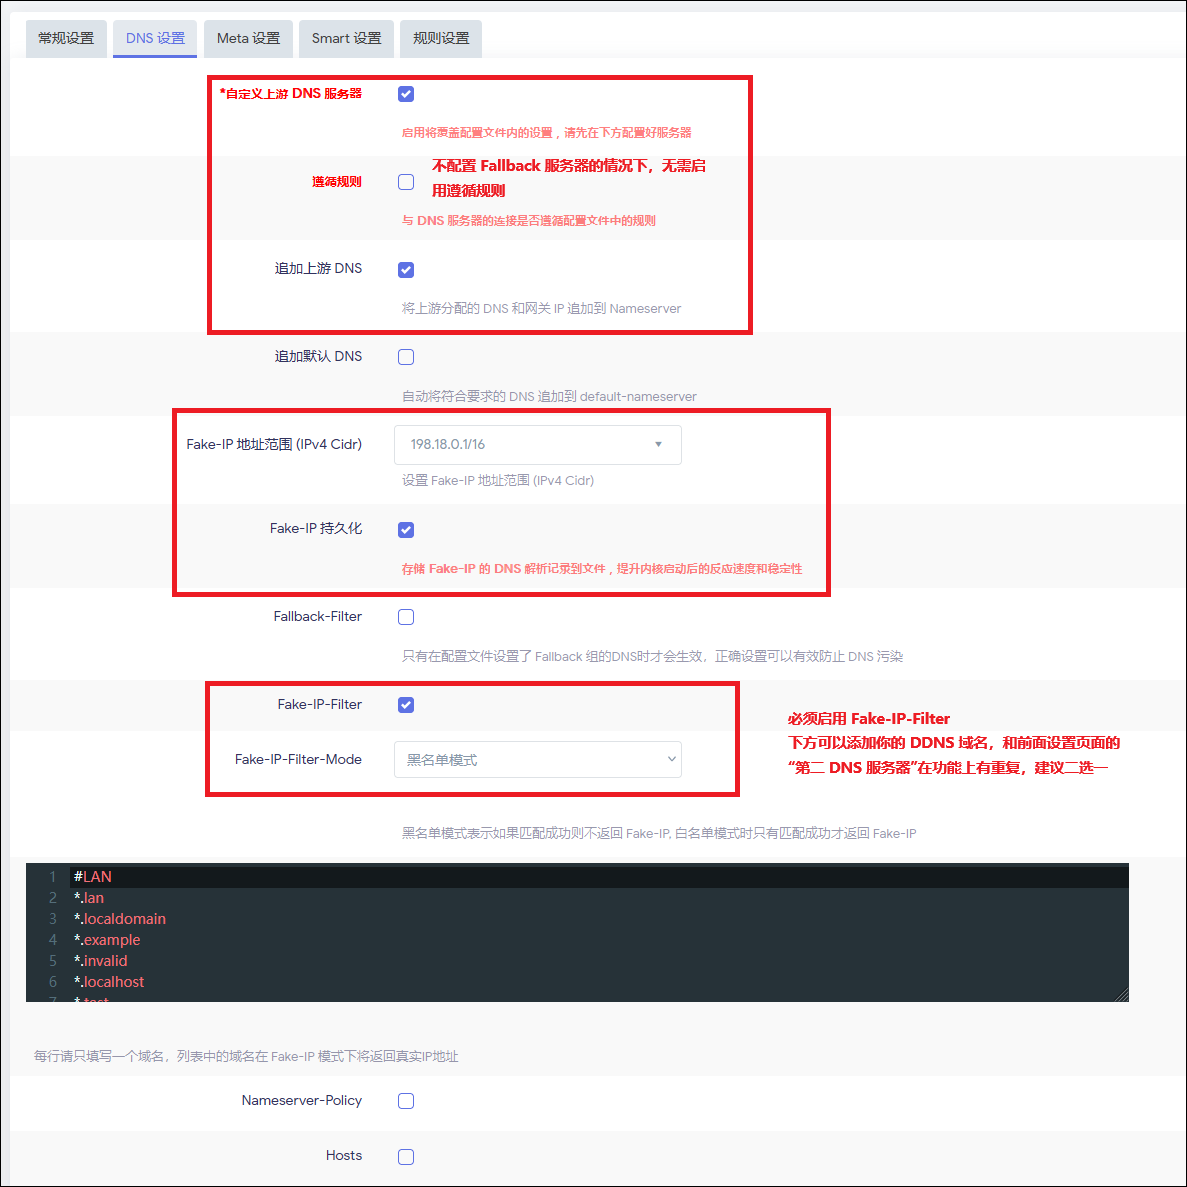 常规设置 DNS 设置 Meta 设置 Smart 设置 规则设置
*自定义上游 DNS 服务器
启用将覆盖配置文件内的设置，请先在下方配置好服务器
不配置 Fallback 服务器的情况下，无需启
用遵循规则
遵循规则
与 DNS 服务器的连接是否遵循配置文件中的规则
追加上游 DNS
将上游分配的 DNS 和网关 IP 追加到 Nameserver
追加默认 DNS
自动将符合要求的 DNS 追加到 default-nameserver
Fake-IP 地址范围 (IPv4 Cidr) 198.18.0.1/16
设置 Fake-IP 地址范围 (IPv4 Cidr)
Fake-IP 持久化
存储 Fake-IP 的 DNS 解析记录到文件，提升内核启动后的反应速度和稳定性
Fallback-Filter
只有在配置文件设置了 Fallback 组的DNS时才会生效，正确设置可以有效防止 DNS 污染
Fake-IP-Filter
必须启用 Fake-IP-Filter
下方可以添加你的 DDNS 域名，和前面设置页面的
“第二 DNS 服务器”在功能上有重复，建议二选一
Fake-IP-Filter-Mode 黑名单模式
黑名单模式表示如果匹配成功则不返回 Fake-IP, 白名单模式时只有匹配成功才返回 Fake-IP
1 #LAN
2 *.lan
3 *.localdomain
4 *.example
5 *.invalid
6 *.localhost
7 *.test
每行请只填写一个域名，列表中的域名在 Fake-IP 模式下将返回真实IP地址
Nameserver-Policy
Hosts